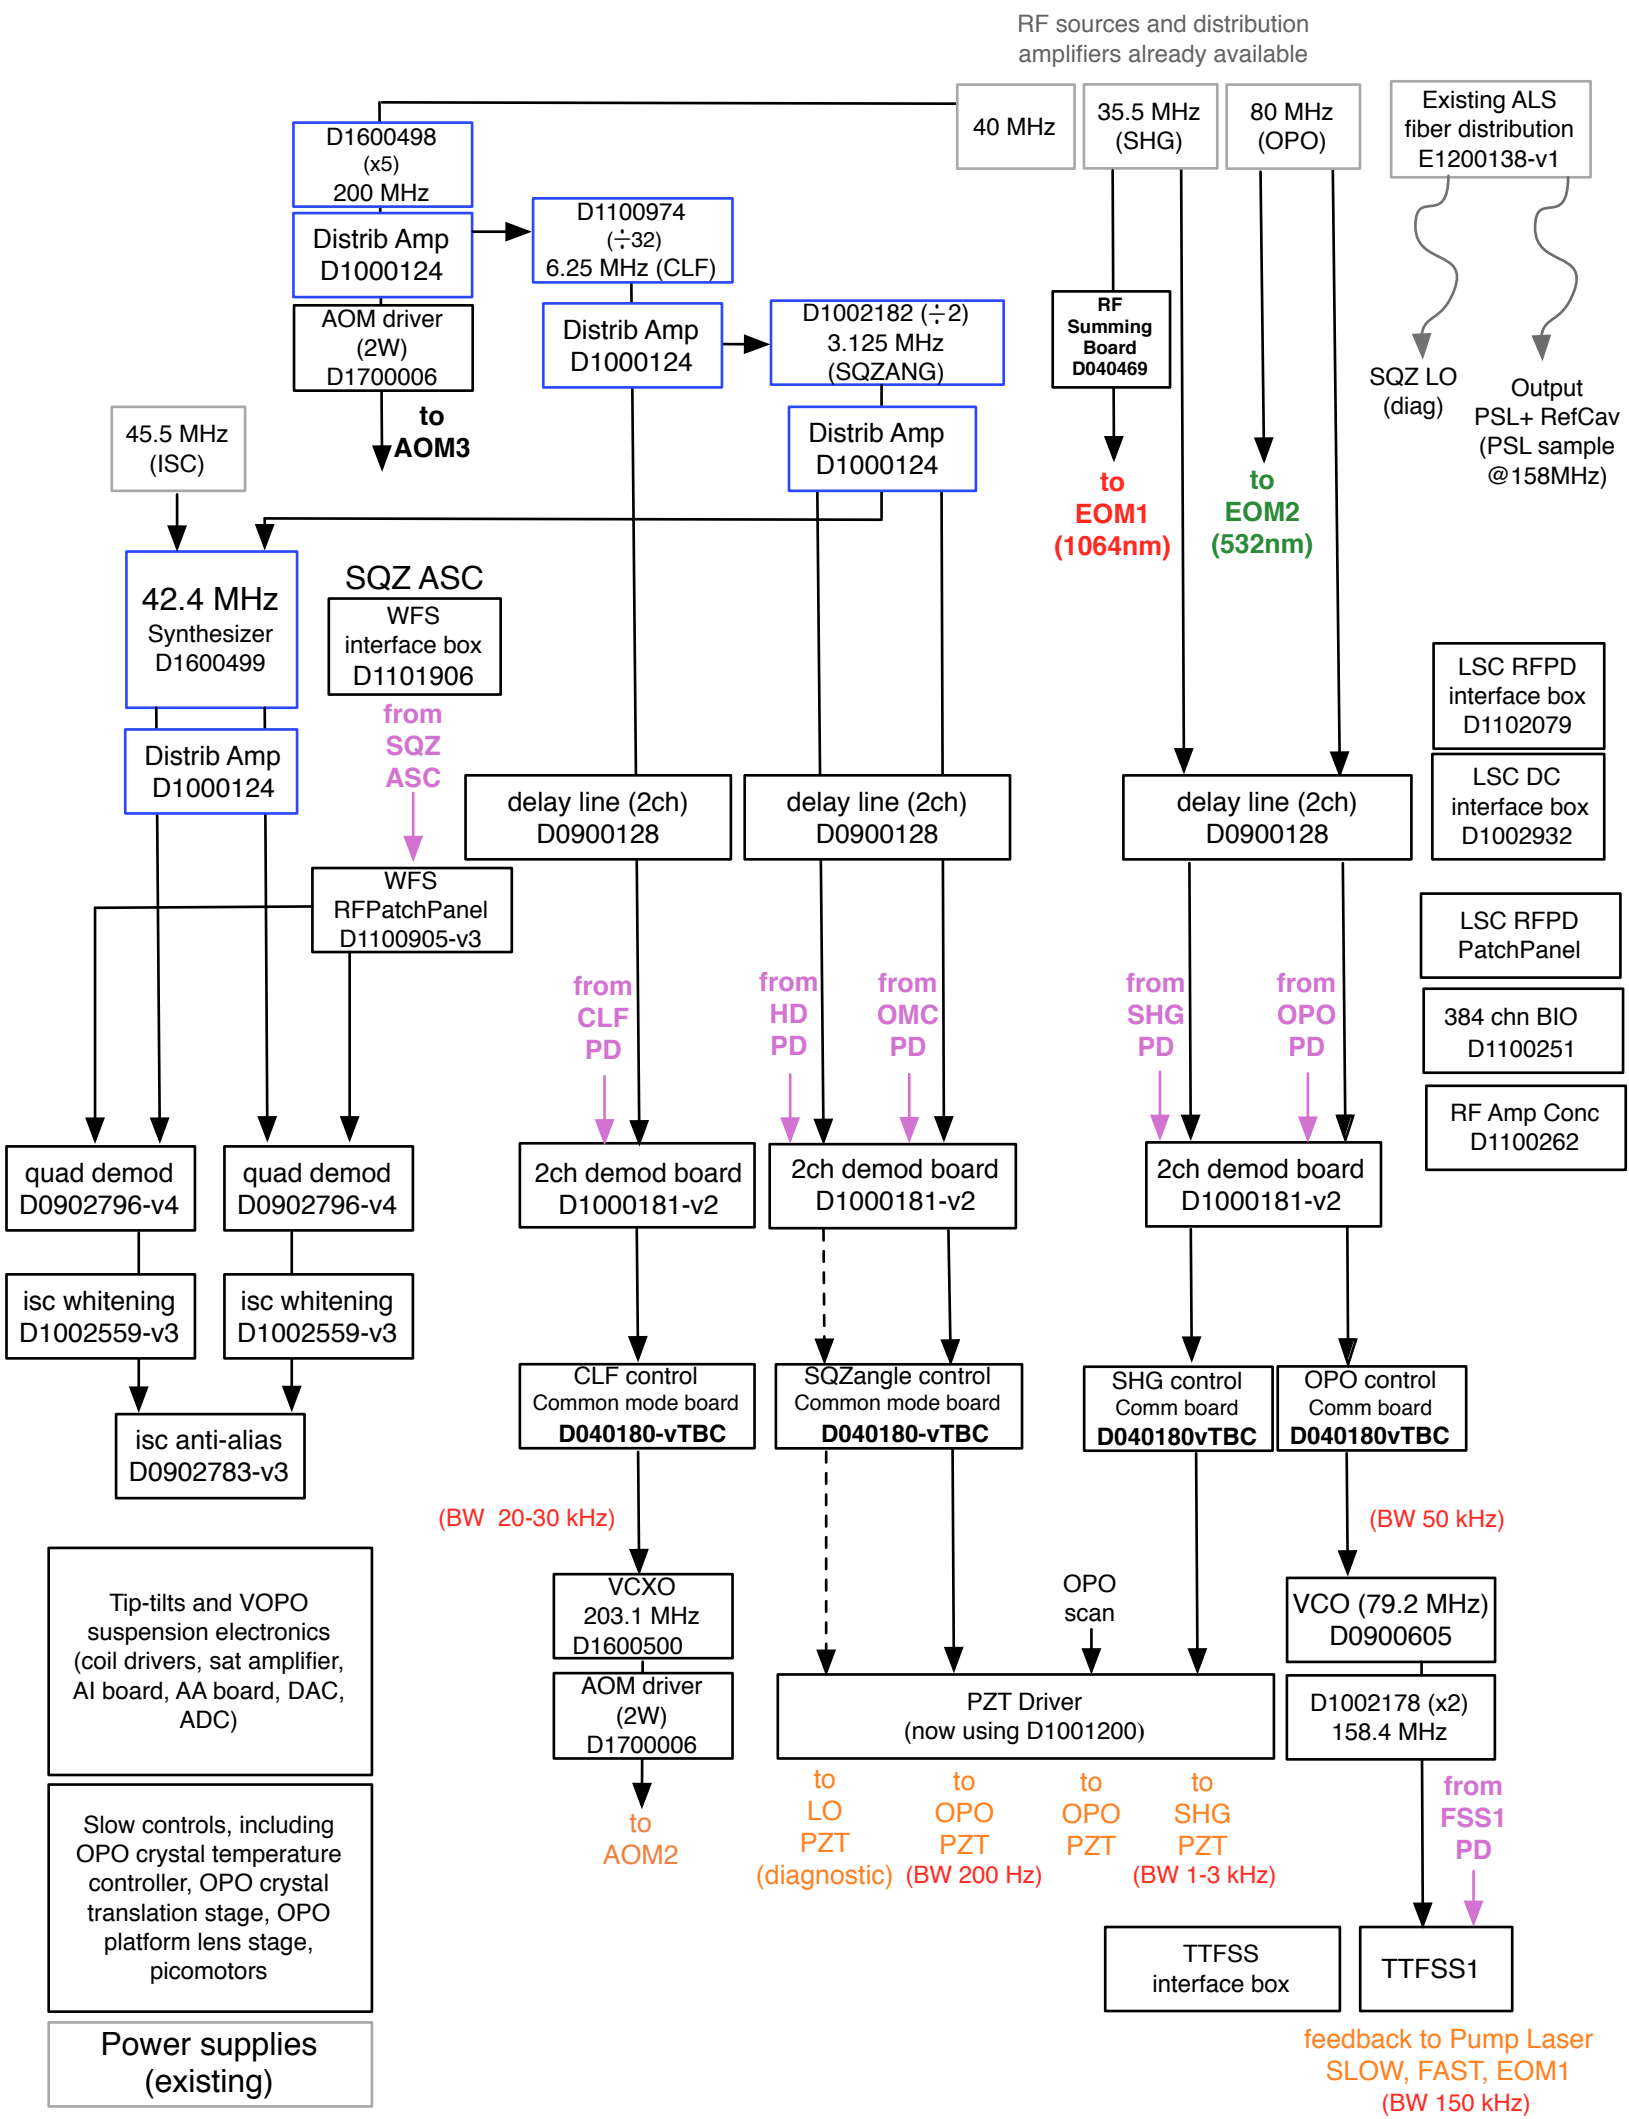 RF sources and distribution
amplifiers already available
40 MHz
35.5 MHz
(SHG)
80 MHz
(OPO)
Existing ALS
fiber distribution
E1200138-v1
D1600498
(x5)
200 MHz
Distrib Amp
D1000124
AOM driver
(2W)
D1700006
to
AOM3
D1100974
(÷32)
6.25 MHz (CLF)
Distrib Amp
D1000124
D1002182 (÷2)
3.125 MHz
(SQZANG)
Distrib Amp
D1000124
RF
Summing
Board
D040469
to
EOM1
(1064nm)
to
EOM2
(532nm)
SQZ LO
(diag)
Output
PSL+ RefCav
(PSL sample
@158MHz)
45.5 MHz
(ISC)
42.4 MHz
Synthesizer
D1600499
Distrib Amp
D1000124
SQZ ASC
WFS
interface box
D1101906
from
SQZ
ASC
WFS
RFPatchPanel
D1100905-v3
delay line (2ch)
D0900128
delay line (2ch)
D0900128
delay line (2ch)
D0900128
LSC RFPD
interface box
D1102079
LSC DC
interface box
D1002932
LSC RFPD
PatchPanel
384 chn BIO
D1100251
RF Amp Conc
D1100262
from
CLF
PD
from
HD
PD
from
OMC
PD
from
SHG
PD
from
OPO
PD
quad demod
D0902796-v4
quad demod
D0902796-v4
2ch demod board
D1000181-v2
2ch demod board
D1000181-v2
2ch demod board
D1000181-v2
isc whitening
D1002559-v3
isc whitening
D1002559-v3
isc anti-alias
D0902783-v3
CLF control
Common mode board
D040180-vTBC
SQZangle control
Common mode board
D040180-vTBC
SHG control
Comm board
D040180vTBC
OPO control
Comm board
D040180vTBC
(BW  20-30 kHz)
(BW 50 kHz)
VCXO
203.1 MHz
D1600500
AOM driver
(2W)
D1700006
to
AOM2
OPO
scan
PZT Driver
(now using D1001200)
to
LO
PZT
(diagnostic)
to
OPO
PZT
(BW 200 Hz)
to
OPO
PZT
to
SHG
PZT
(BW 1-3 kHz)
VCO (79.2 MHz)
D0900605
D1002178 (x2)
158.4 MHz
from
FSS1
PD
TTFSS
interface box
TTFSS1
feedback to Pump Laser
SLOW, FAST, EOM1
(BW 150 kHz)
Tip-tilts and VOPO
suspension electronics
(coil drivers, sat amplifier,
AI board, AA board, DAC,
ADC)
Slow controls, including
OPO crystal temperature
controller, OPO crystal
translation stage, OPO
platform lens stage,
picomotors
Power supplies
(existing)